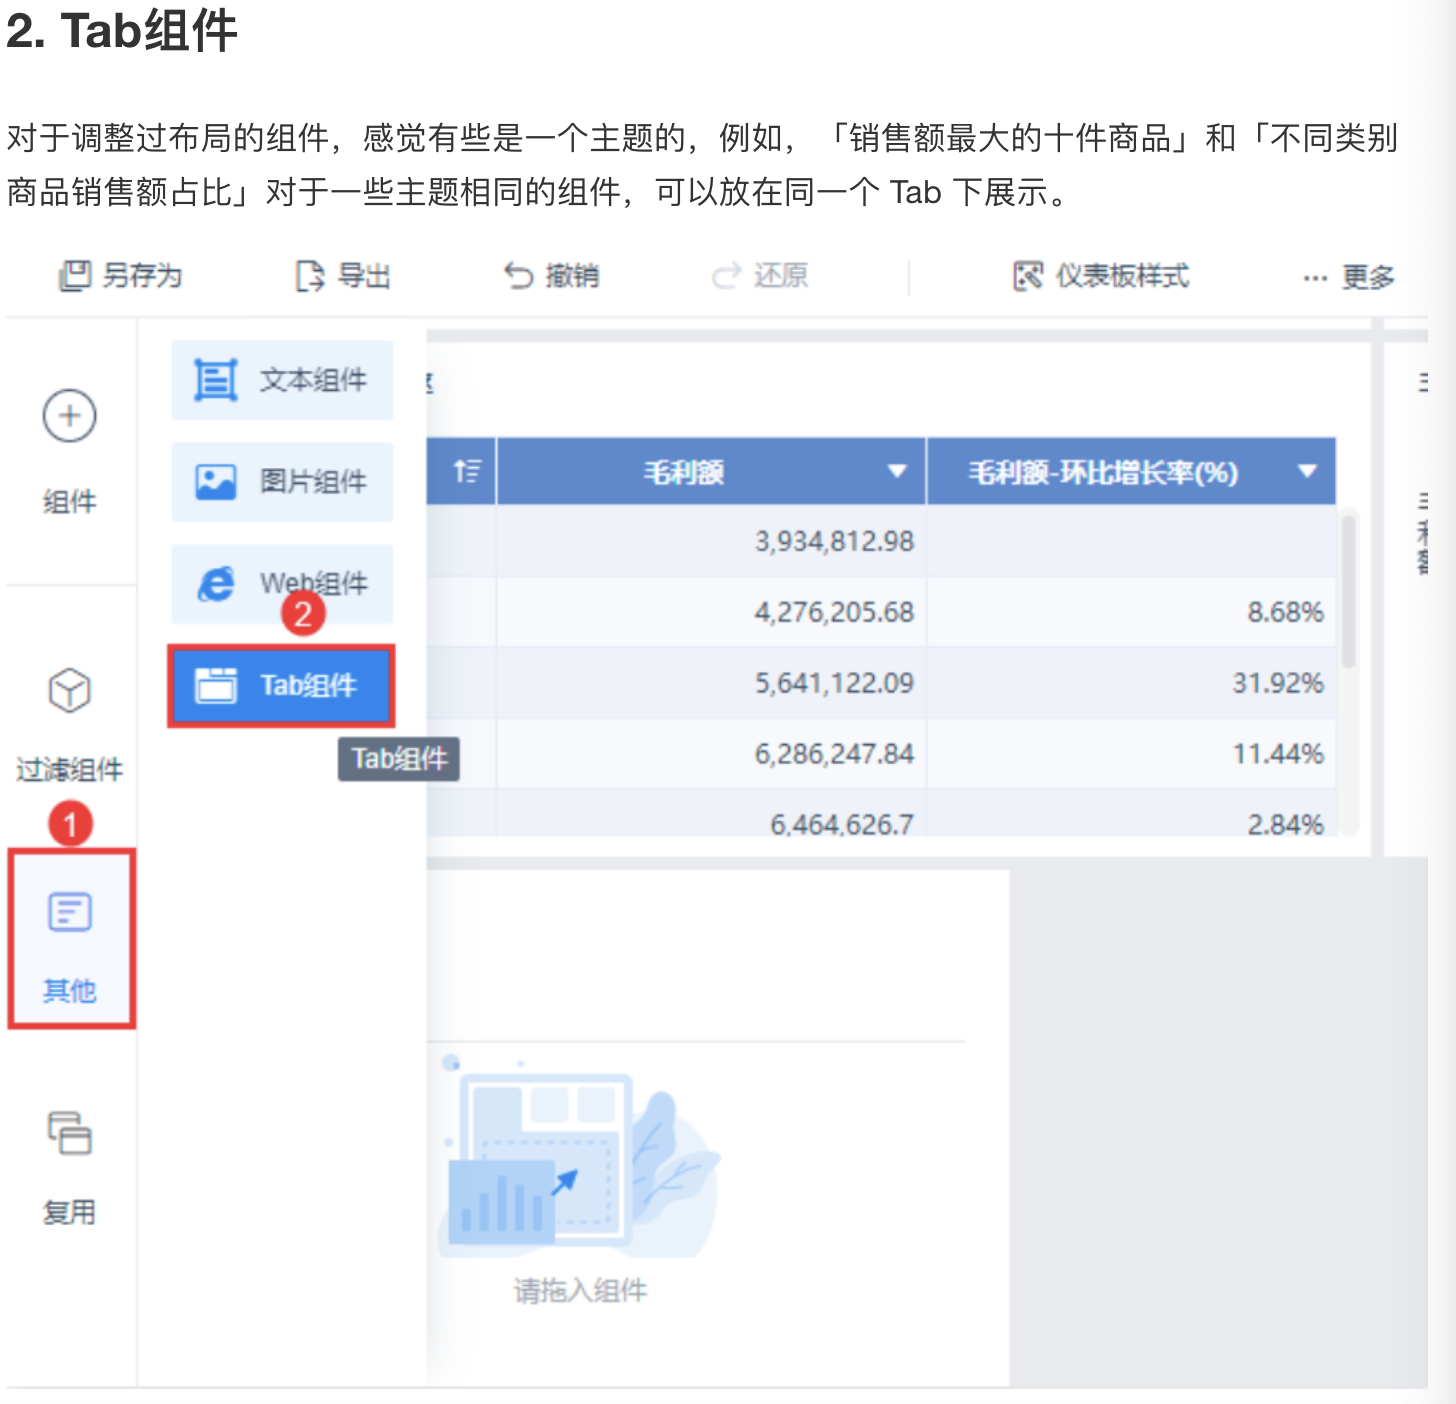 2. Tab组件
对于调整过布局的组件，感觉有些是一个主题的，例如，「销售额最大的十件商品」和「不同类别
商品销售额占比」对于一些主题相同的组件，可以放在同一个 Tab 下展示。
另存为 导出 撤销 还原 仪表板样式 ··· 更多
组件
过滤组件
1
其他
复用
文本组件
图片组件
Web组件
2
Tab组件
Tab组件
毛利额 毛利额-环比增长率(%)
3,934,812.98
4,276,205.68 8.68%
5,641,122.09 31.92%
6,286,247.84 11.44%
6,464,626.7 2.84%
请拖入组件